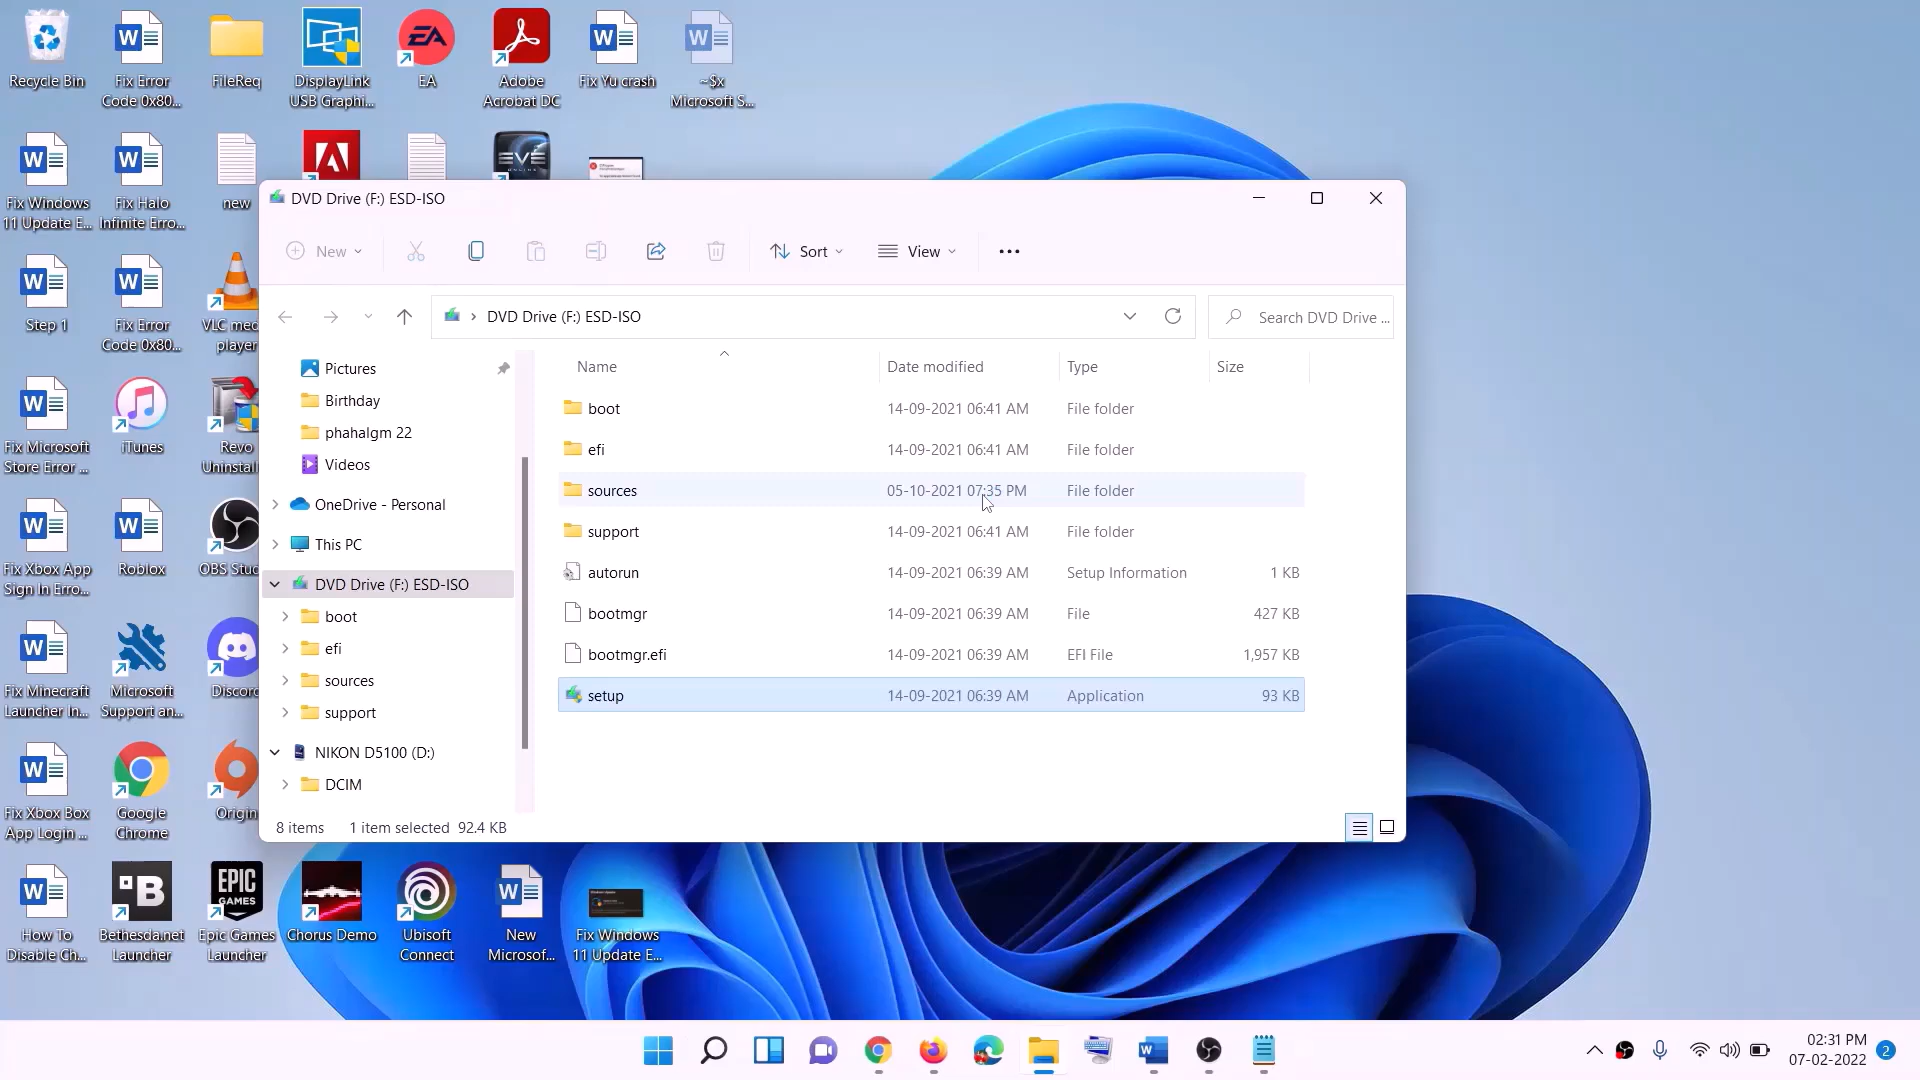 Recycle Bin
Fix Error
Code 0x80...
FileReq
DisplayLink
USB Graphi...
EA
Adobe
Acrobat DC
Fix Yu crash
~$x
Microsoft S...
Fix Windows
11 Update E...
Fix Halo
Infinite Erro...
new
EVE
ONLINE
Step 1
Fix Error
Code 0x80...
VLC med
player
Fix Microsoft
Store Error ...
iTunes
Revo
Uninstal
Fix Xbox App
Sign In Erro...
Roblox
OBS Stud
Fix Minecraft
Launcher In...
Microsoft
Support an...
Discord
Fix Xbox Box
App Login ...
Google
Chrome
Origin
How To
Disable Ch...
Bethesda.net
Launcher
EPIC
GAMES
Epic Games
Launcher
Chorus Demo
Ubisoft
Connect
New
Microsof...
Fix Windows
11 Update E...
DVD Drive (F:) ESD-ISO
New
Sort
View
DVD Drive (F:) ESD-ISO
Search DVD Drive ...
Pictures
Birthday
phahalgm 22
Videos
OneDrive - Personal
This PC
DVD Drive (F:) ESD-ISO
boot
efi
sources
support
NIKON D5100 (D:)
DCIM
Name Date modified Type Size
boot 14-09-2021 06:41 AM File folder
efi 14-09-2021 06:41 AM File folder
sources 05-10-2021 07:35 PM File folder
support 14-09-2021 06:41 AM File folder
autorun 14-09-2021 06:39 AM Setup Information 1 KB
bootmgr 14-09-2021 06:39 AM File 427 KB
bootmgr.efi 14-09-2021 06:39 AM EFI File 1,957 KB
setup 14-09-2021 06:39 AM Application 93 KB
8 items 1 item selected 92.4 KB
02:31 PM
07-02-2022
2